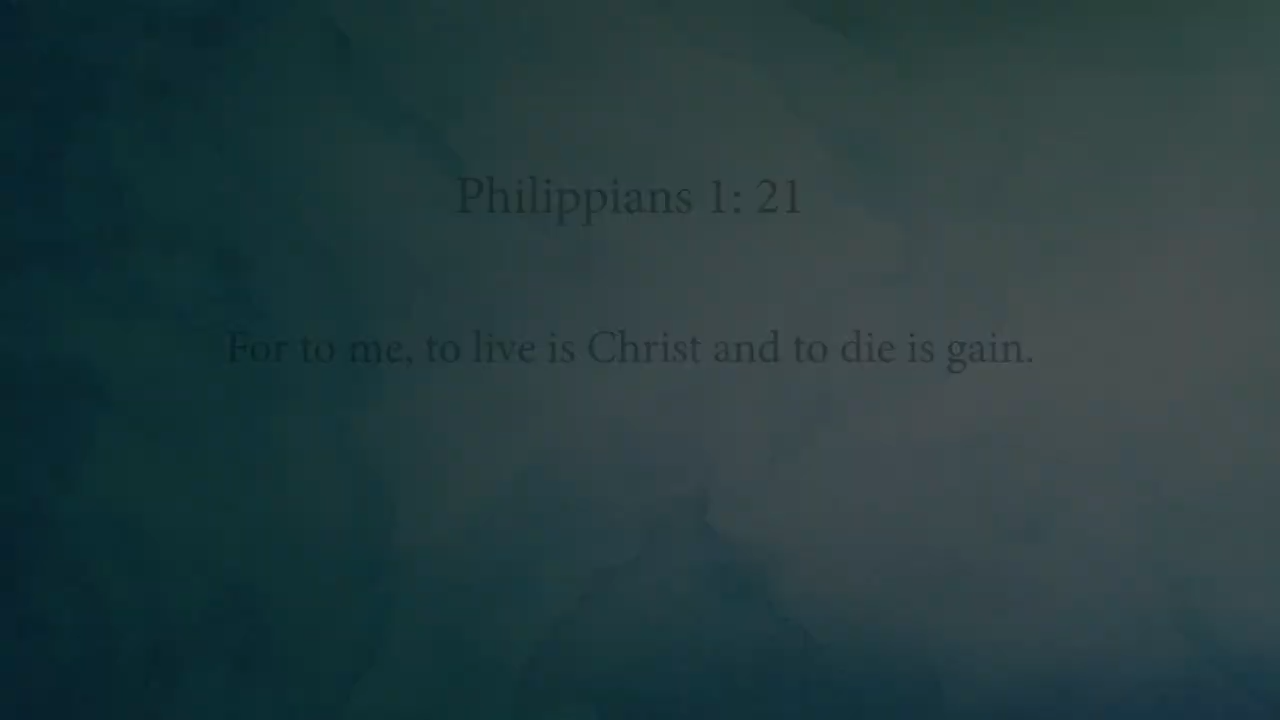 Philippians 1: 21
For to me, to live is Christ and to die is gain.